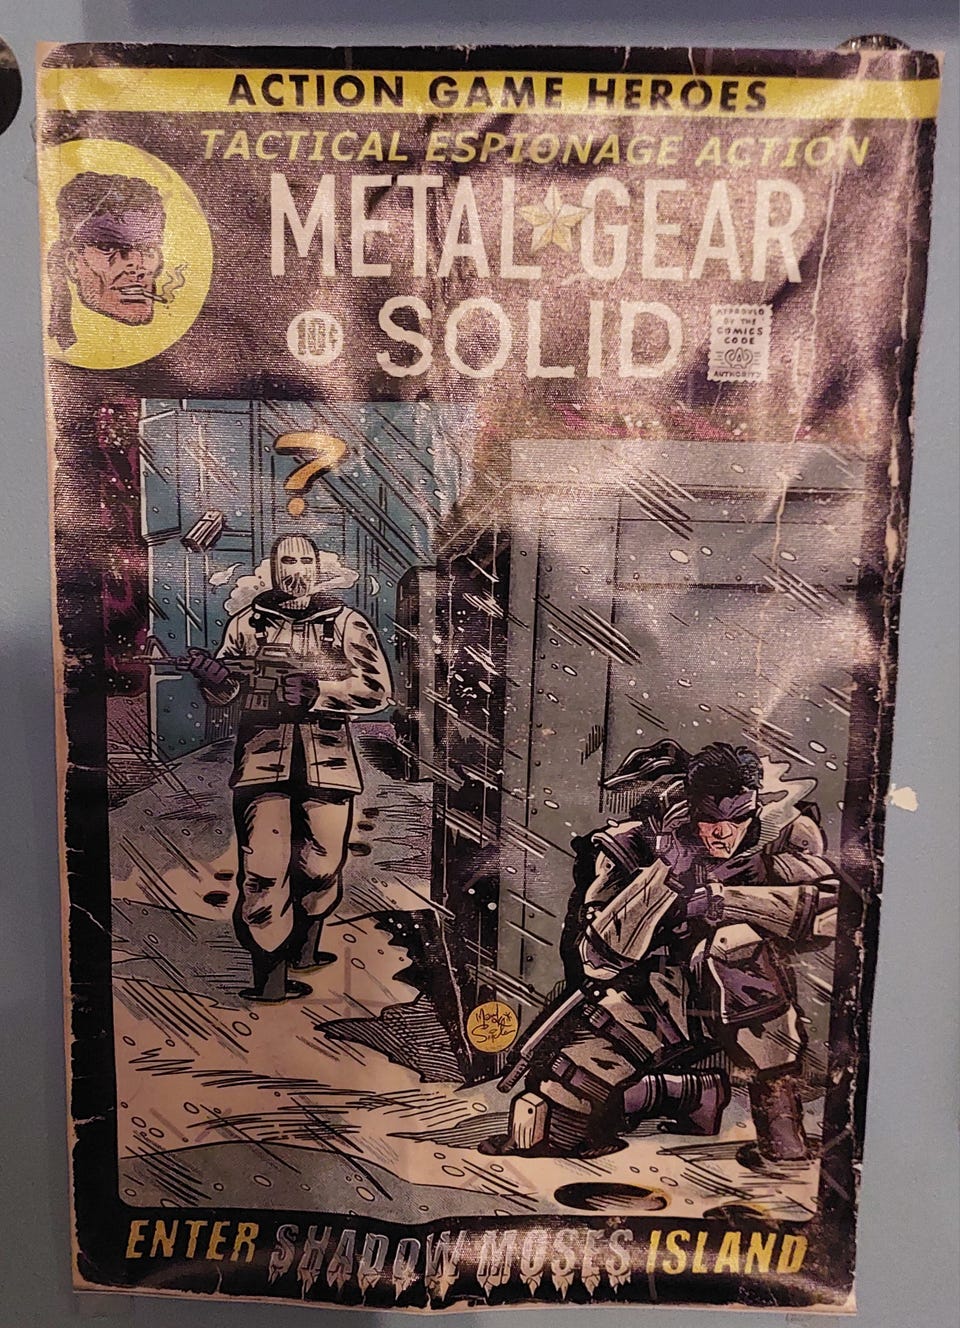 ACTION GAME HEROES
TACTICAL ESPIONAGE ACTION
METAL GEAR
10¢ SOLID
APPROVED
BY THE
COMICS
CODE
AUTHORITY
?
ENTER SHADOW MOSES ISLAND